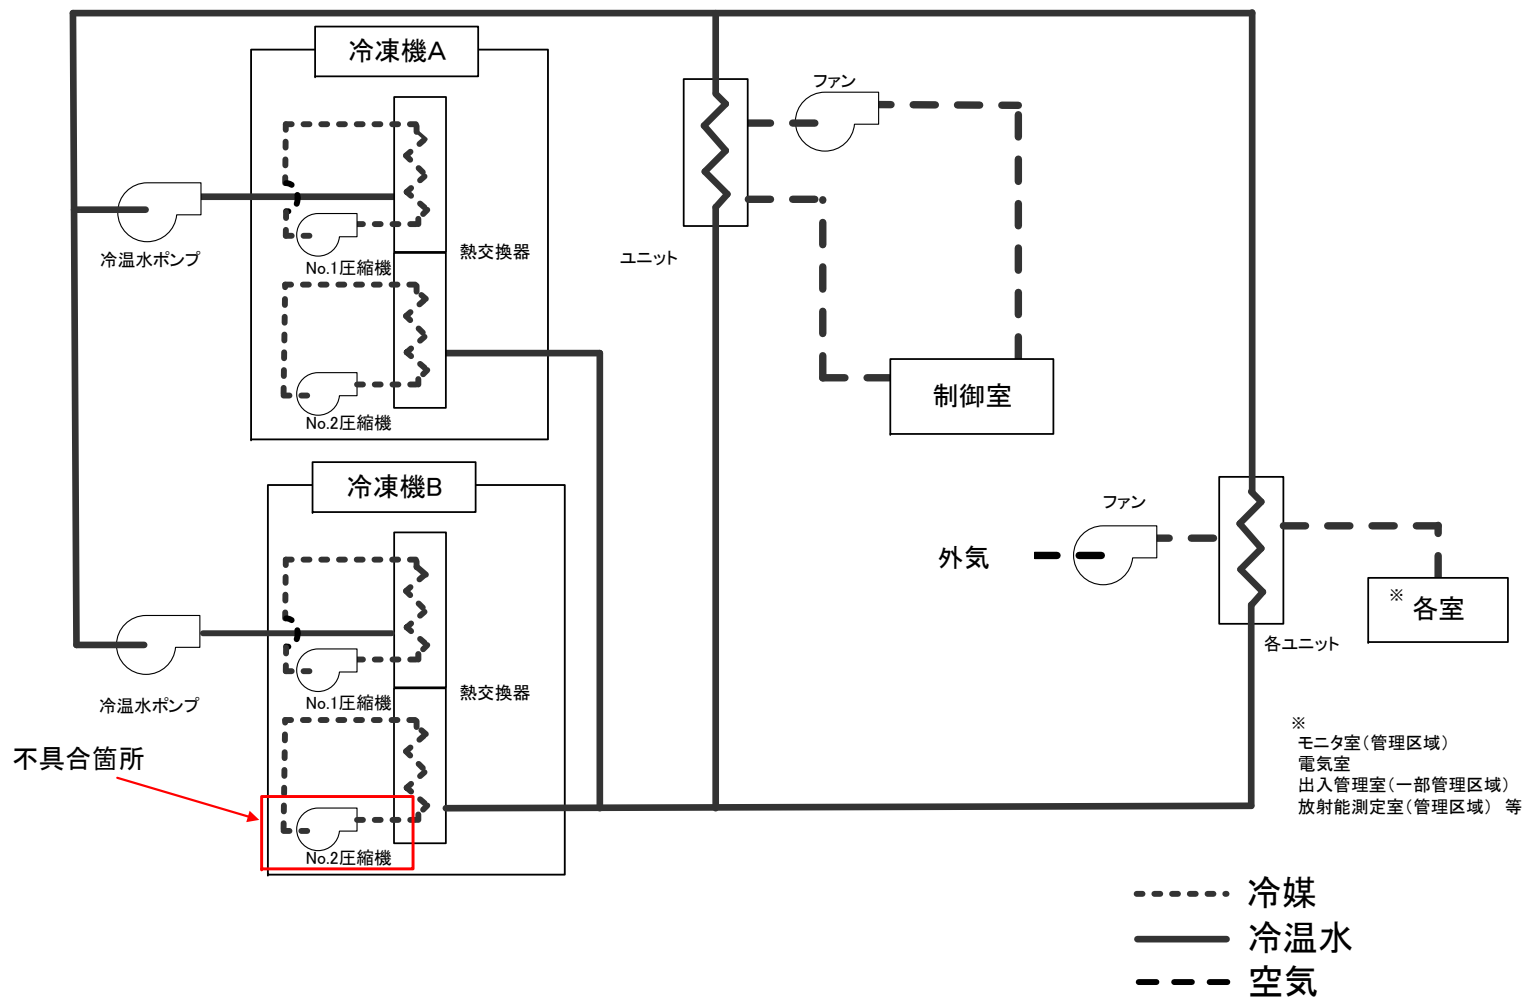 冷凍機A
ファン
冷温水ポンプ
No.1圧縮機
熱交換器
ユニット
No.2圧縮機
制御室
冷凍機B
ファン
外気
※ 各室
各ユニット
冷温水ポンプ
No.1圧縮機
熱交換器
不具合箇所
No.2圧縮機
※
モニタ室(管理区域)
電気室
出入管理室(一部管理区域)
放射能測定室(管理区域) 等
冷媒
冷温水
空気